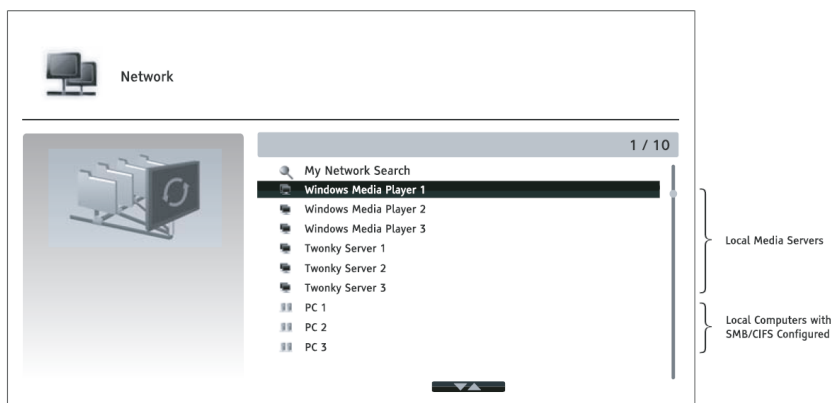 Network
1 / 10
My Network Search
Windows Media Player 1
Windows Media Player 2
Windows Media Player 3
Twonky Server 1
Twonky Server 2
Twonky Server 3
PC 1
PC 2
PC 3
Local Media Servers
Local Computers with
SMB/CIFS Configured